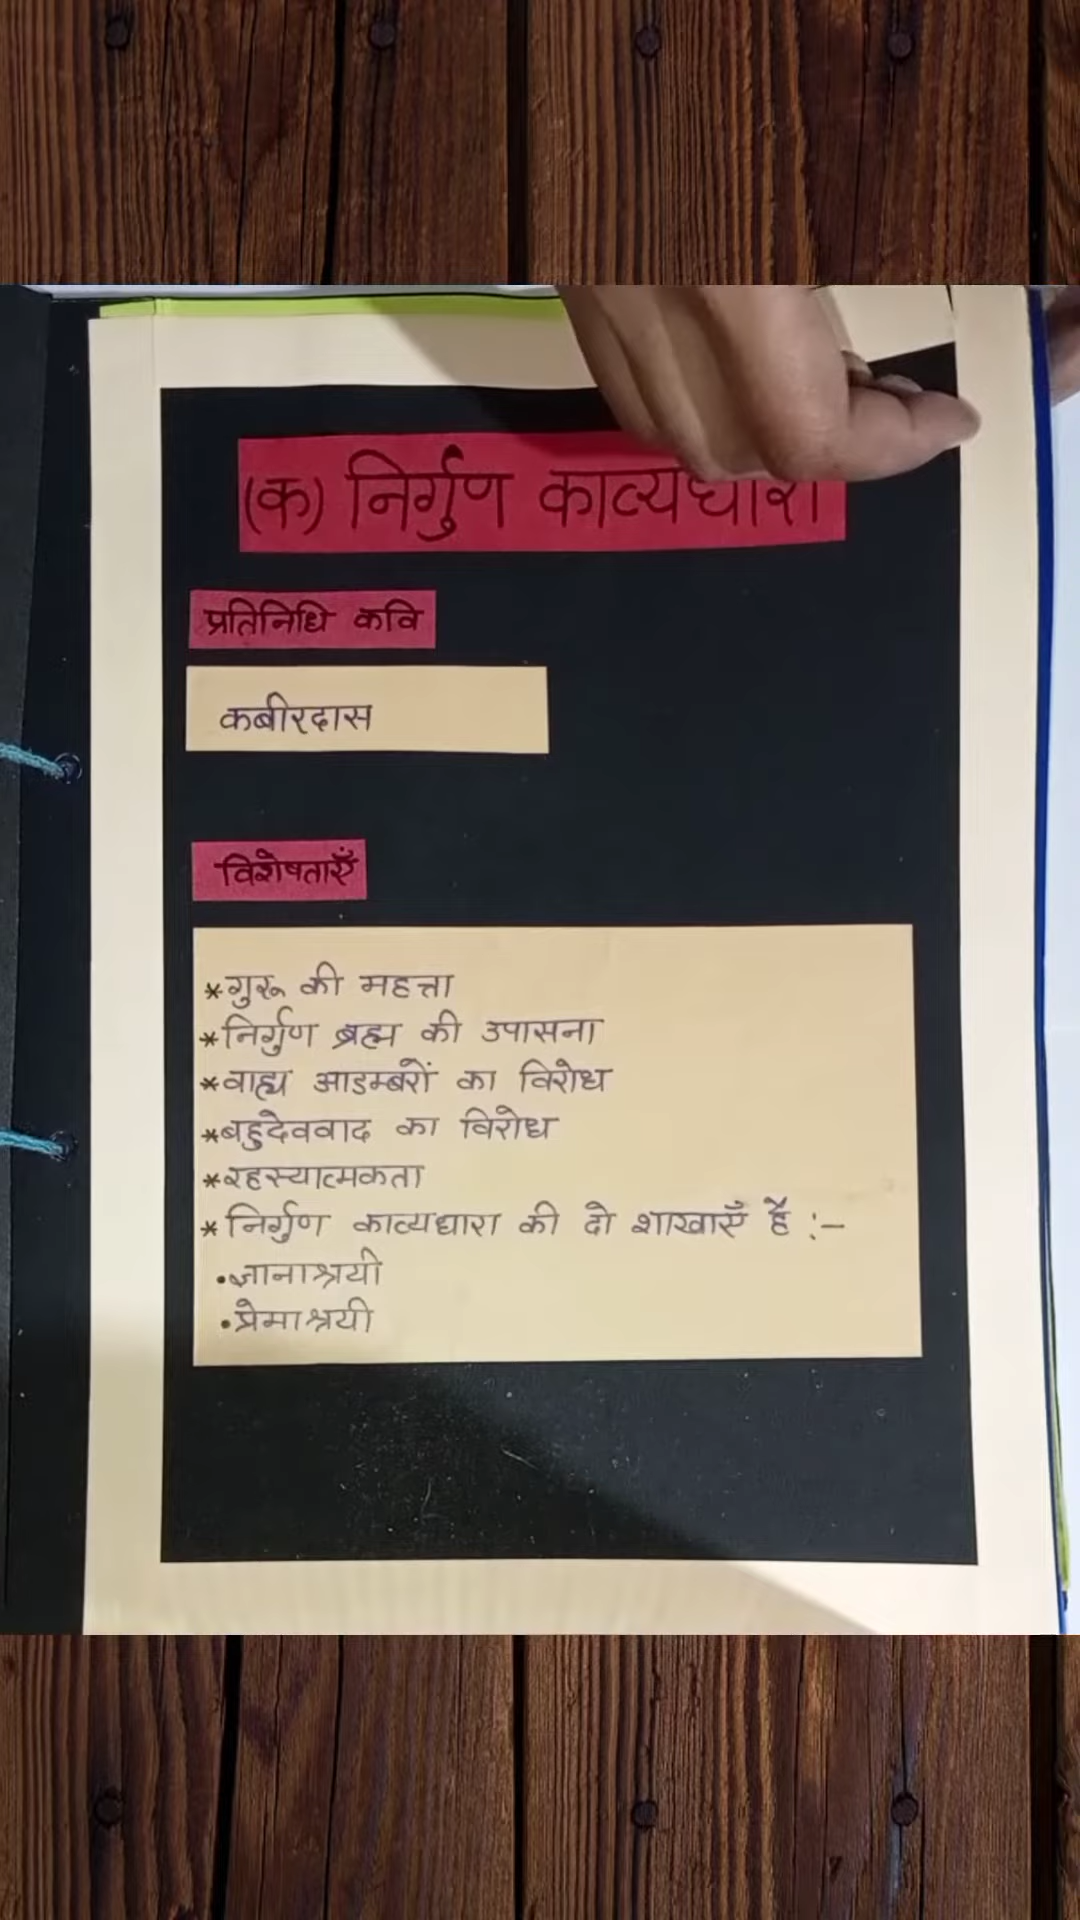 (क) निर्गुण काव्यधारा
प्रतिनिधि कवि
कबीरदास
विशेषताएँ
*गुरू की महत्ता
*निर्गुण ब्रह्म की उपासना
*वाह्य आडम्बरों का विरोध
*बहुदेववाद का विरोध
*रहस्यात्मकता
*निर्गुण काव्यधारा की दो शाखाएँ हैं :-
•ज्ञानाश्रयी
•प्रेमाश्रयी